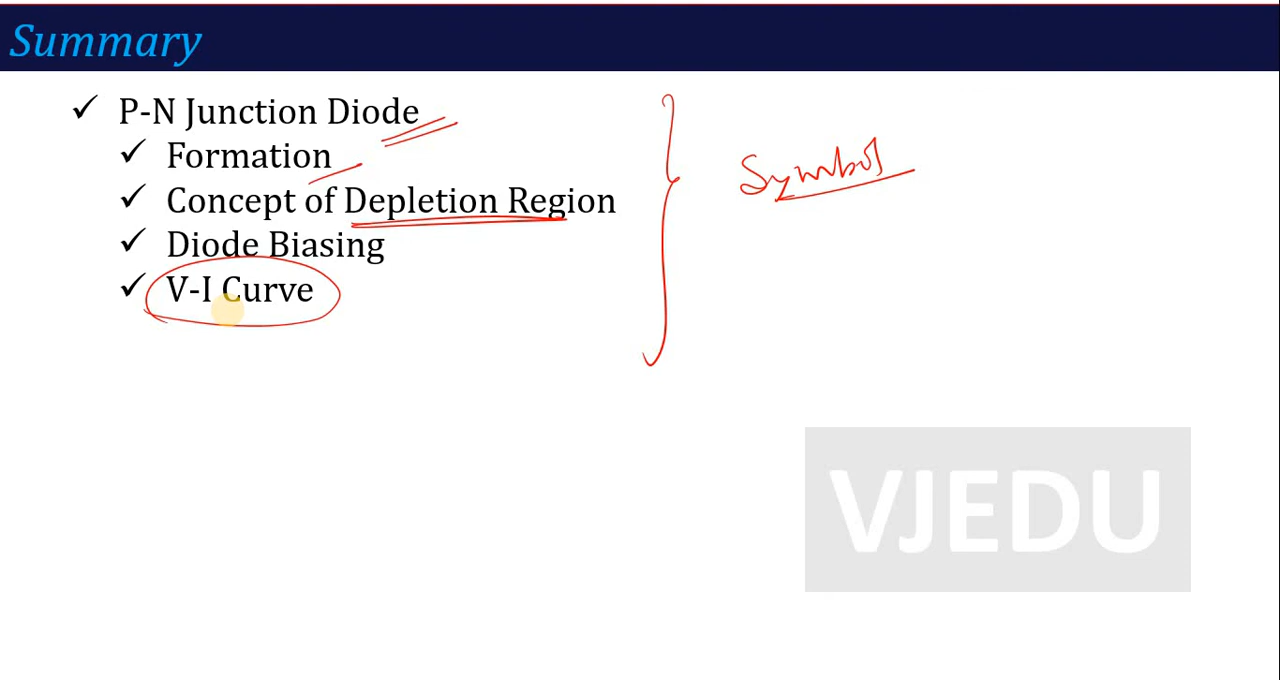 Summary
✓ P-N Junction Diode
✓ Formation
✓ Concept of Depletion Region
✓ Diode Biasing
✓ V-I Curve
Symbol
VJEDU